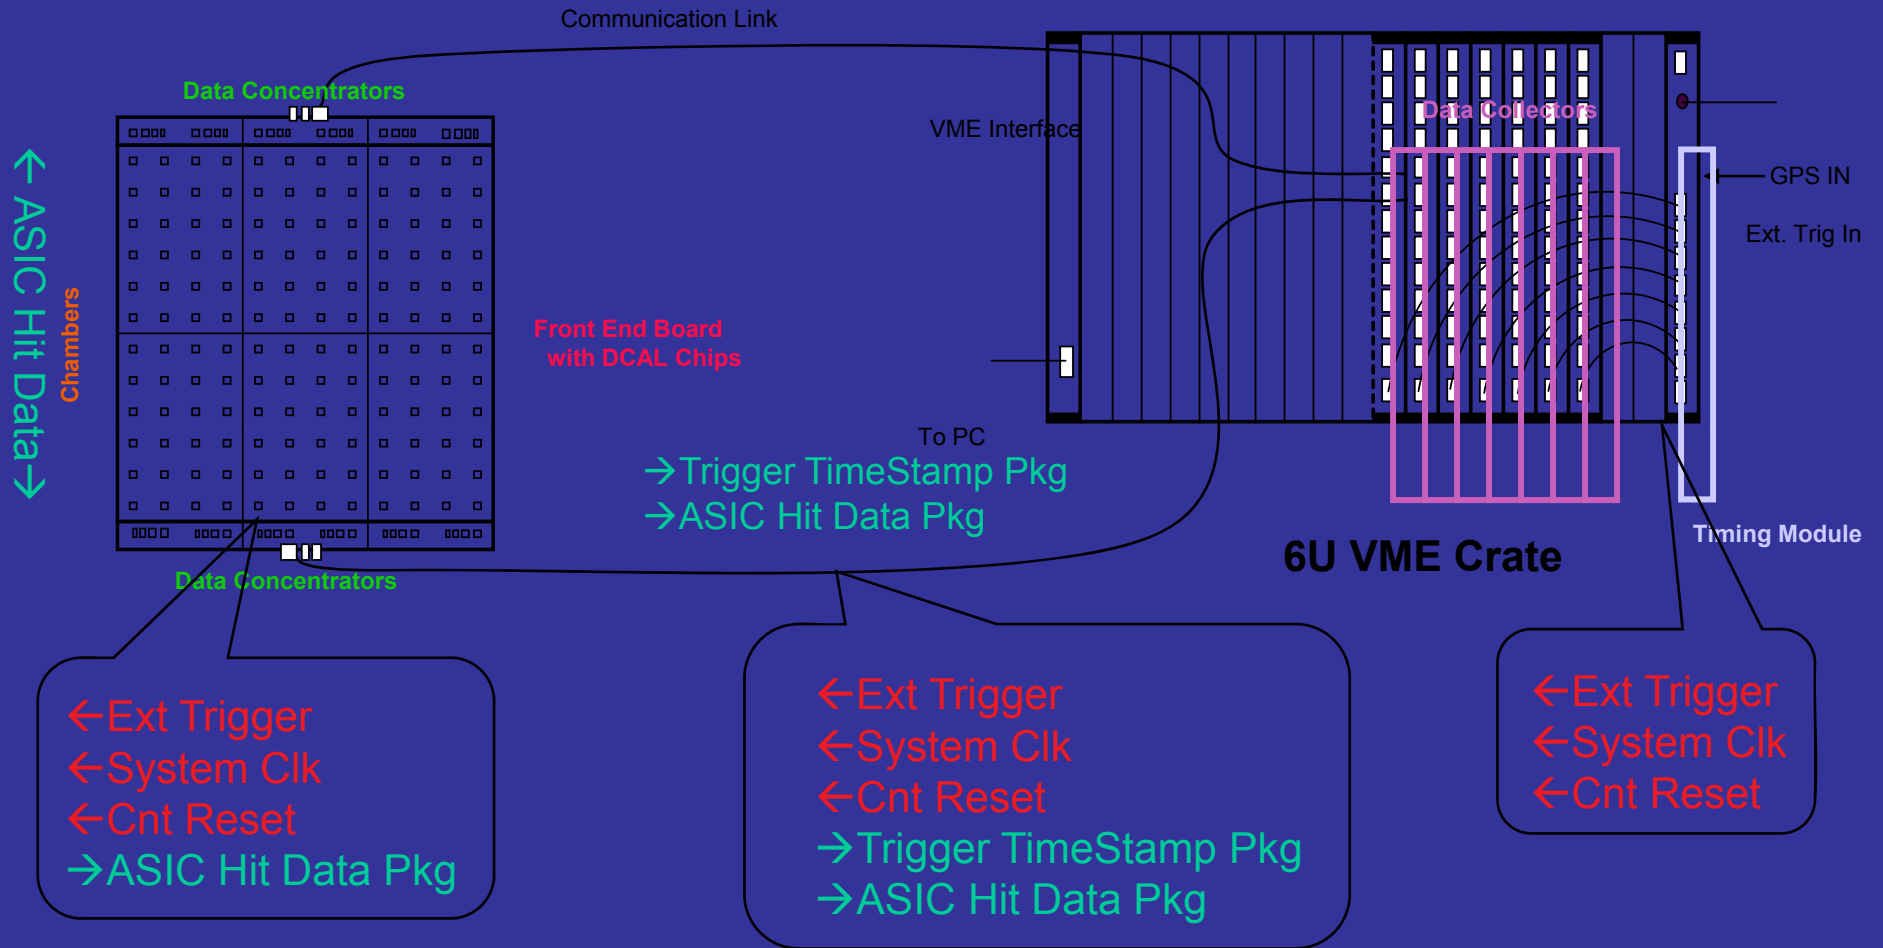 Communication Link
Data Concentrators
VME Interface
Data Collectors
GPS IN
Ext. Trig In
← ASIC Hit Data→
Chambers
Front End Board
with DCAL Chips
To PC
→Trigger TimeStamp Pkg
→ASIC Hit Data Pkg
6U VME Crate
Timing Module
Data Concentrators
←Ext Trigger
←System Clk
←Cnt Reset
→ASIC Hit Data Pkg
←Ext Trigger
←System Clk
←Cnt Reset
→Trigger TimeStamp Pkg
→ASIC Hit Data Pkg
←Ext Trigger
←System Clk
←Cnt Reset